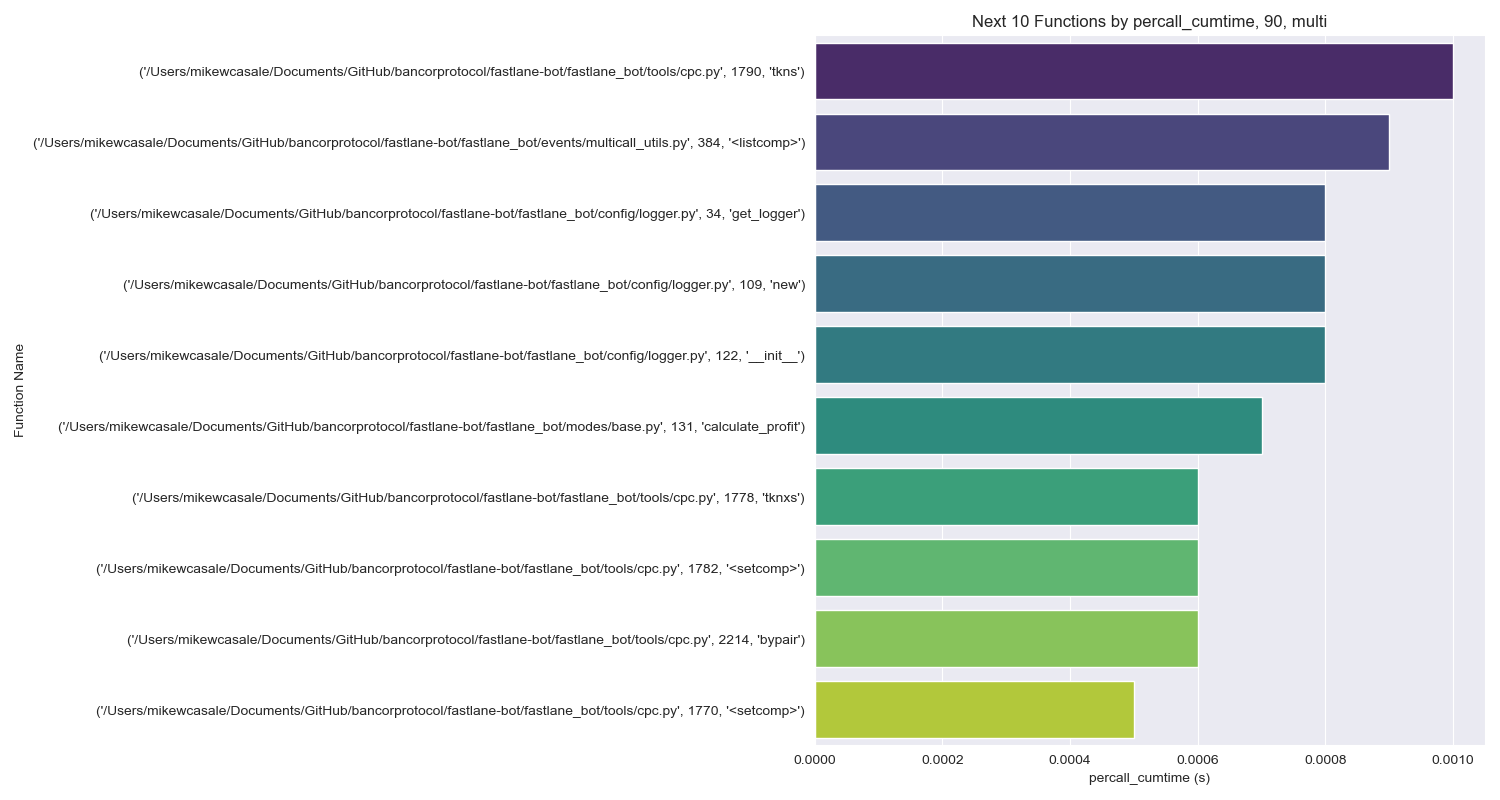 Next 10 Functions by percall_cumtime, 90, multi
('/Users/mikewcasale/Documents/GitHub/bancorprotocol/fastlane-bot/fastlane_bot/tools/cpc.py', 1790, 'tkns')
('/Users/mikewcasale/Documents/GitHub/bancorprotocol/fastlane-bot/fastlane_bot/events/multicall_utils.py', 384, '<listcomp>')
('/Users/mikewcasale/Documents/GitHub/bancorprotocol/fastlane-bot/fastlane_bot/config/logger.py', 34, 'get_logger')
('/Users/mikewcasale/Documents/GitHub/bancorprotocol/fastlane-bot/fastlane_bot/config/logger.py', 109, 'new')
('/Users/mikewcasale/Documents/GitHub/bancorprotocol/fastlane-bot/fastlane_bot/config/logger.py', 122, '__init__')
('/Users/mikewcasale/Documents/GitHub/bancorprotocol/fastlane-bot/fastlane_bot/modes/base.py', 131, 'calculate_profit')
('/Users/mikewcasale/Documents/GitHub/bancorprotocol/fastlane-bot/fastlane_bot/tools/cpc.py', 1778, 'tknxs')
('/Users/mikewcasale/Documents/GitHub/bancorprotocol/fastlane-bot/fastlane_bot/tools/cpc.py', 1782, '<setcomp>')
('/Users/mikewcasale/Documents/GitHub/bancorprotocol/fastlane-bot/fastlane_bot/tools/cpc.py', 2214, 'bypair')
('/Users/mikewcasale/Documents/GitHub/bancorprotocol/fastlane-bot/fastlane_bot/tools/cpc.py', 1770, '<setcomp>')
Function Name
0.0000 0.0002 0.0004 0.0006 0.0008 0.0010
percall_cumtime (s)